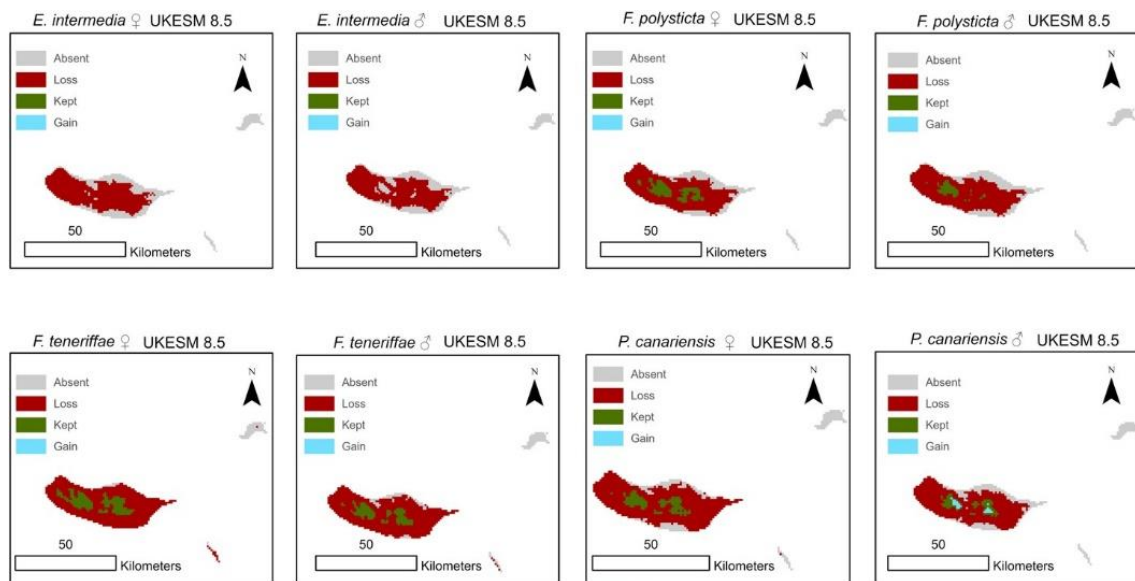 E. intermedia ♀ UKESM 8.5
Absent
Loss
Kept
Gain
N
50
Kilometers
E. intermedia ♂ UKESM 8.5
Absent
Loss
Kept
Gain
N
50
Kilometers
F. polysticta ♀ UKESM 8.5
Absent
Loss
Kept
Gain
N
50
Kilometers
F. polysticta ♂ UKESM 8.5
Absent
Loss
Kept
Gain
N
50
Kilometers
F. teneriffae ♀ UKESM 8.5
Absent
Loss
Kept
Gain
N
50
Kilometers
F. teneriffae ♂ UKESM 8.5
Absent
Loss
Kept
Gain
N
50
Kilometers
P. canariensis ♀ UKESM 8.5
Absent
Loss
Kept
Gain
N
50
Kilometers
P. canariensis ♂ UKESM 8.5
Absent
Loss
Kept
Gain
N
50
Kilometers